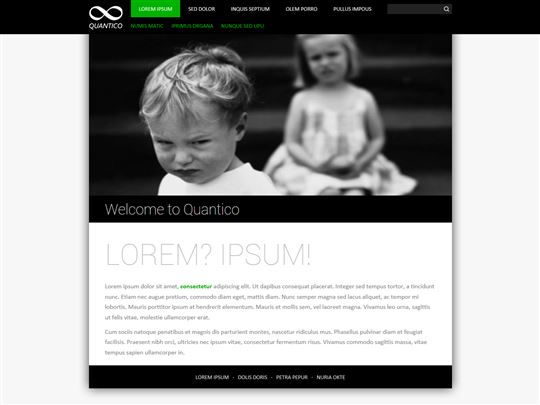 LOREM IPSUM SED DOLOR INQUIS SEPTIUM OLEM PORRO PULLUS IMPOUS
QUANTICO
NUMIS MATIC IPRIMUS ORGANA NUNQUE SED UPU
Welcome to Quantico
LOREM? IPSUM!
Lorem ipsum dolor sit amet, consectetur adipiscing elit. Ut dapibus consequat placerat. Integer sed tempus tortor, a tincidunt
nunc. Etiam nec augue pretium, commodo diam eget, mattis diam. Nunc semper magna sed lacus aliquet, ac tempor mi
lobortis. Mauris porttitor ipsum at hendrerit elementum. Mauris et mollis sem, vel laoreet magna. Vivamus leo urna, sagittis
ut felis vitae, molestie ullamcorper erat.
Cum sociis natoque penatibus et magnis dis parturient montes, nascetur ridiculus mus. Phasellus pulvinar diam et feugiat
facilisis. Praesent nibh orci, ultricies nec ipsum vitae, consectetur fermentum risus. Vivamus commodo sagittis massa, vitae
tempus sapien ullamcorper in.
LOREM IPSUM - DOLIS DORIS - PETRA PEPUR - NURIA OKTE